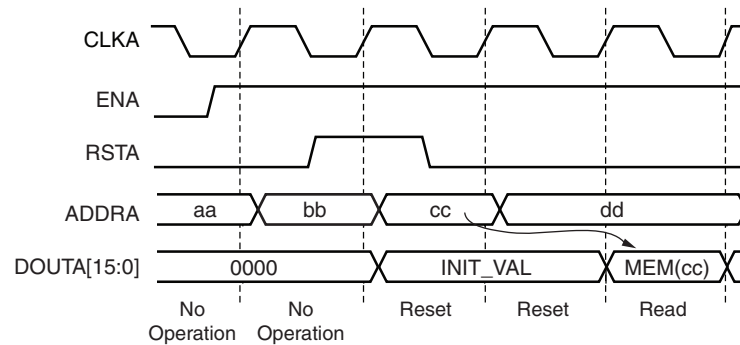 CLKA
ENA
RSTA
ADDRA aa bb cc dd
DOUTA[15:0] 0000 INIT_VAL MEM(cc)
No No Reset Reset Read
Operation Operation